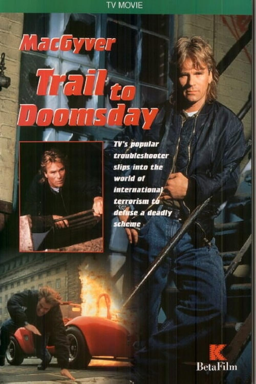 TV MOVIE
MacGyver
Trail to
Doomsday
TV's popular
troubleshooter
slips into the
world of
international
terrorism to
defuse a deadly
scheme
K
BetaFilm